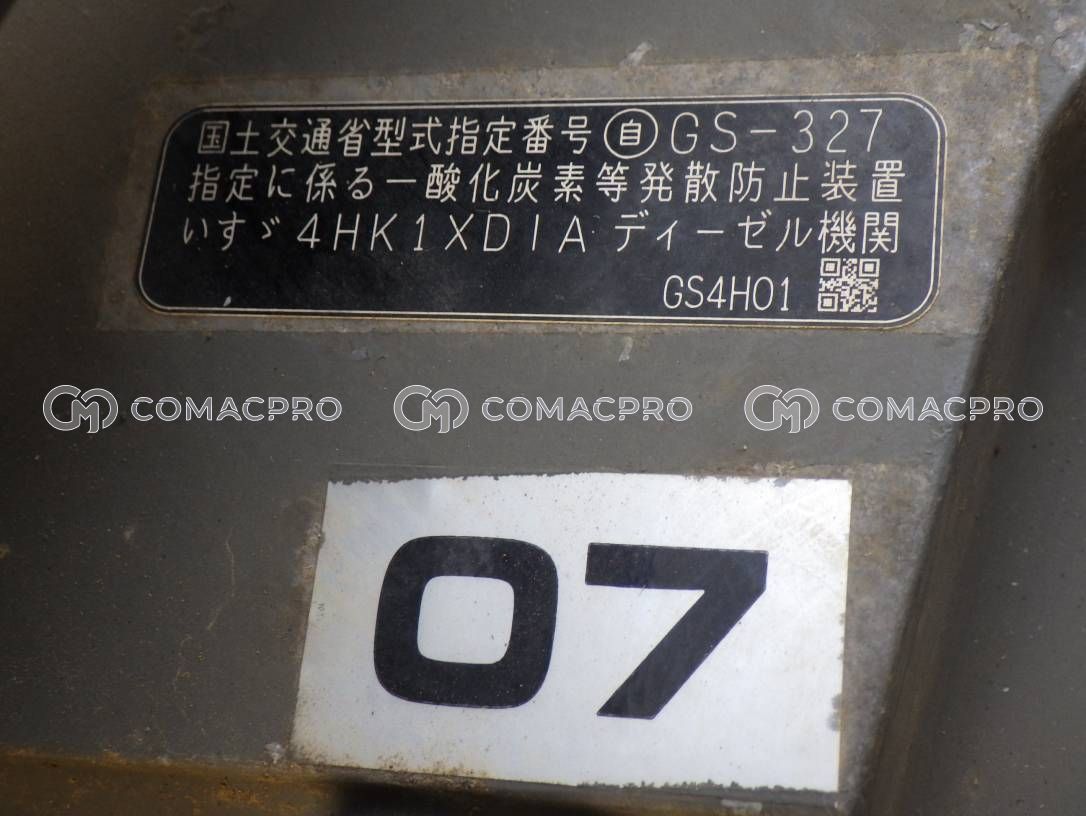 国土交通省型式指定番号 自 GS-327
指定に係る一酸化炭素等発散防止装置
いすゞ 4HK1XDIA ディーゼル機関
GS4H01
COMACPRO COMACPRO COMACPRO
07